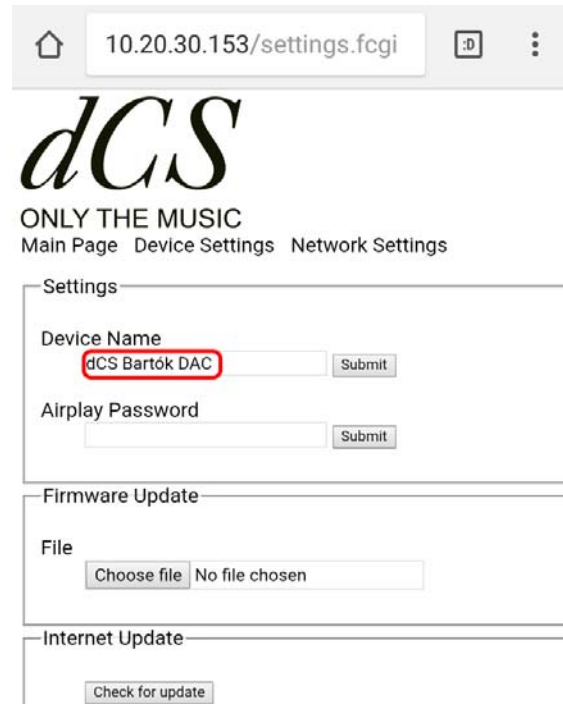 10.20.30.153/settings.fcgi :D
dCS
ONLY THE MUSIC
Main Page Device Settings Network Settings
Settings
Device Name
dCS Bartók DAC Submit
Airplay Password
Submit
Firmware Update
File
Choose file No file chosen
Internet Update
Check for update